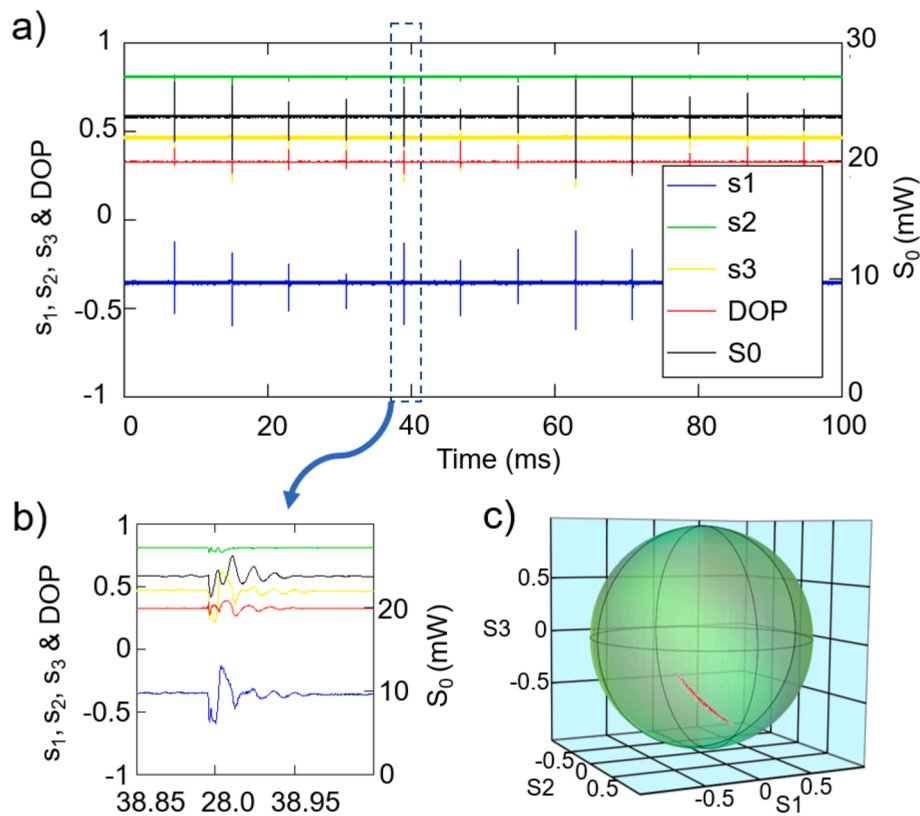 a)
1
0.5
0
-0.5
-1
s1, s2, s3 & DOP
30
20
10
0
S0 (mW)
s1
s2
s3
DOP
S0
0 20 40 60 80 100
Time (ms)
b)
1
0.5
0
-0.5
-1
s1, s2, s3 & DOP
20
10
0
S0 (mW)
38.85 28.0 38.95
c)
0.5
0
-0.5
S3
-0.5
0
0.5
S2
-0.5
0
0.5
S1